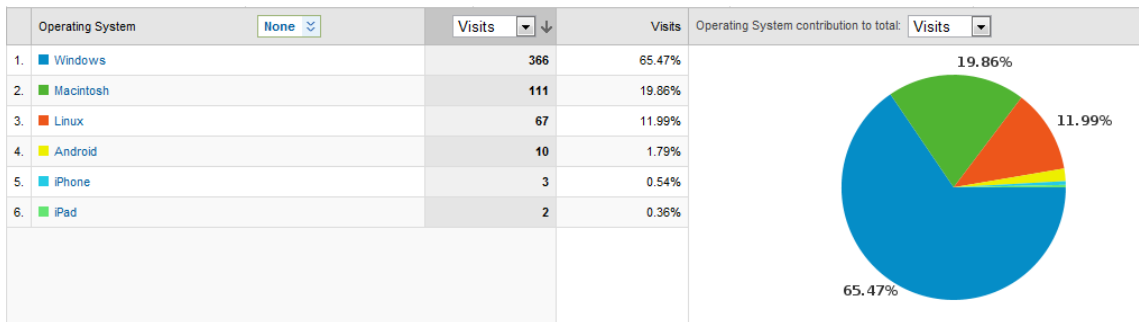 Operating System None Visits Visits Operating System contribution to total: Visits
1. Windows 366 65.47%
2. Macintosh 111 19.86%
3. Linux 67 11.99%
4. Android 10 1.79%
5. iPhone 3 0.54%
6. iPad 2 0.36%
19.86%
11.99%
65.47%